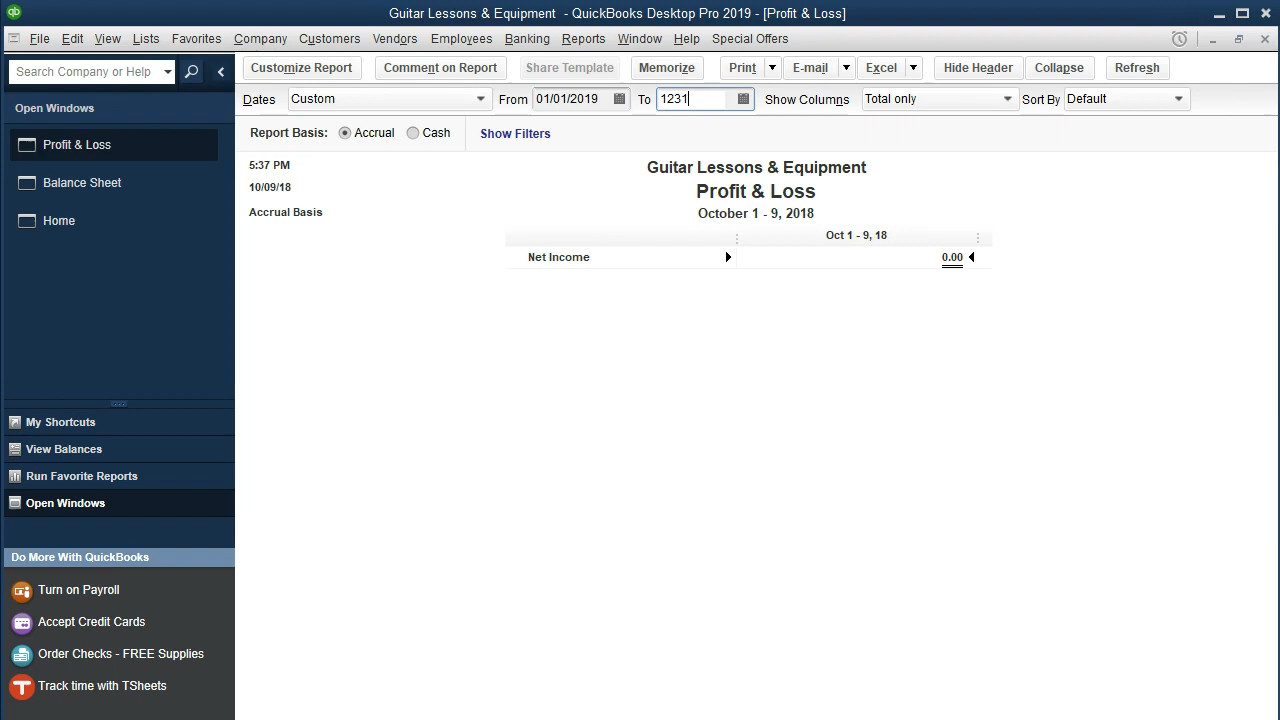 Guitar Lessons & Equipment - QuickBooks Desktop Pro 2019 - [Profit & Loss]
File Edit View Lists Favorites Company Customers Vendors Employees Banking Reports Window Help Special Offers
Search Company or Help
Customize Report Comment on Report Share Template Memorize Print E-mail Excel Hide Header Collapse Refresh
Open Windows
Dates Custom From 01/01/2019 To 1231 Show Columns Total only Sort By Default
Profit & Loss
Balance Sheet
Home
Report Basis: Accrual Cash Show Filters
5:37 PM
10/09/18
Accrual Basis
Guitar Lessons & Equipment
Profit & Loss
October 1 - 9, 2018
Oct 1 - 9, 18
Net Income 0.00
My Shortcuts
View Balances
Run Favorite Reports
Open Windows
Do More With QuickBooks
Turn on Payroll
Accept Credit Cards
Order Checks - FREE Supplies
Track time with TSheets